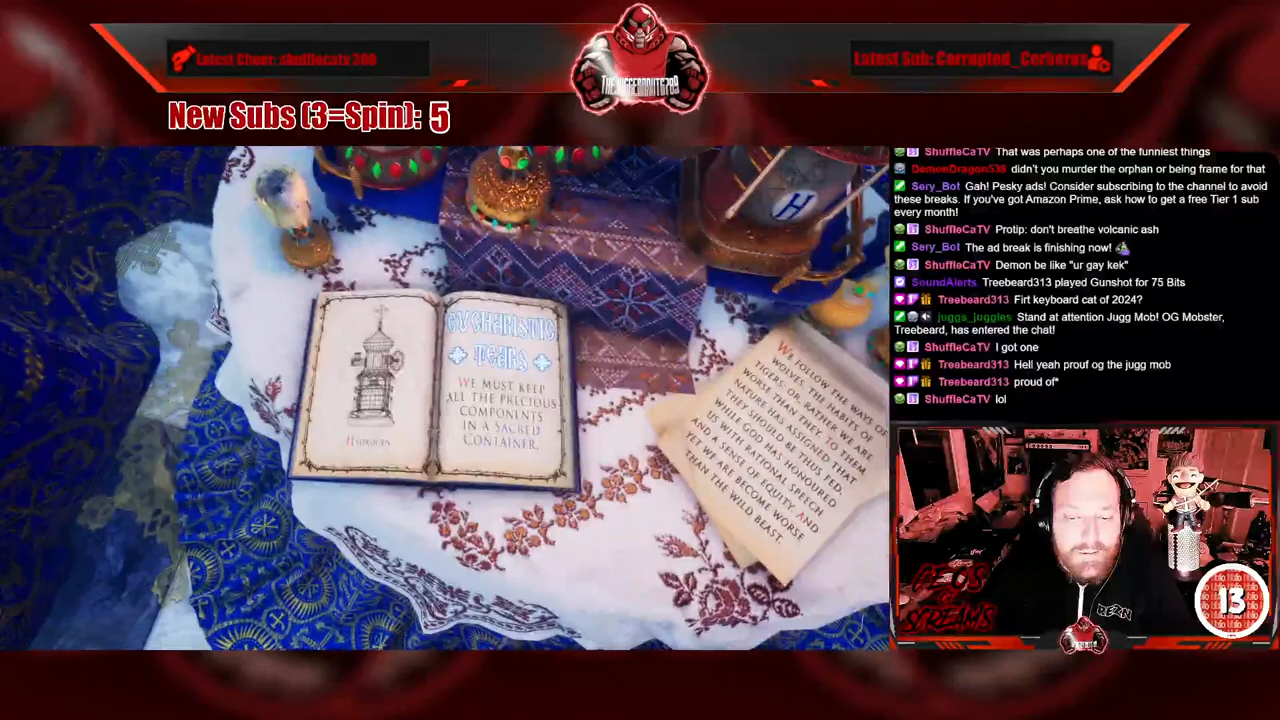 Latest Cheer: shufflecatv 300
THEJUGGERNAUT6789
Latest Sub: Corrupted_Cerberus
New Subs (3=Spin): 5
ShuffleCaTV That was perhaps one of the funniest things
DemonDragon538 didn't you murder the orphan or being frame for that
Sery_Bot Gah! Pesky ads! Consider subscribing to the channel to avoid
these breaks. If you've got Amazon Prime, ask how to get a free Tier 1 sub
every month!
ShuffleCaTV Protip: don't breathe volcanic ash
Sery_Bot The ad break is finishing now!
ShuffleCaTV Demon be like "ur gay kek"
SoundAlerts Treebeard313 played Gunshot for 75 Bits
Treebeard313 Firt keyboard cat of 2024?
juggs_juggles Stand at attention Jugg Mob! OG Mobster,
Treebeard, has entered the chat!
ShuffleCaTV I got one
Treebeard313 Hell yeah prouf og the jugg mob
Treebeard313 proud of*
ShuffleCaTV lol
H
EUCHARISTIC
TEARS
WE MUST KEEP
ALL THE PRECIOUS
COMPONENTS
IN A SACRED
CONTAINER.
WE FOLLOW THE WAYS OF
WOLVES, THE HABITS OF
TIGERS: OR, RATHER WE ARE
WORSE THAN THEY. TO THEM
NATURE HAS ASSIGNED THAT
THEY SHOULD BE THUS FED,
WHILE GOD HAS HONOURED
US WITH RATIONAL SPEECH
AND A SENSE OF EQUITY. AND
YET WE ARE BECOME WORSE
THAN THE WILD BEAST.
SCREAMS
13